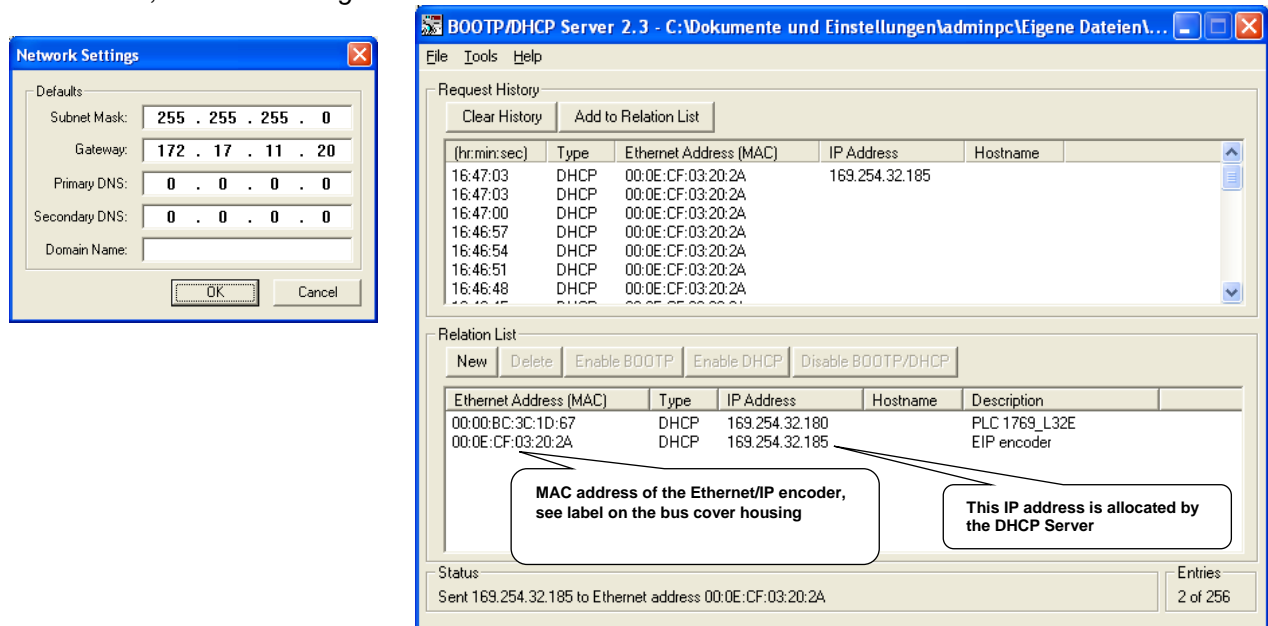 Network Settings
Defaults
Subnet Mask: 255 . 255 . 255 . 0
Gateway: 172 . 17 . 11 . 20
Primary DNS: 0 . 0 . 0 . 0
Secondary DNS: 0 . 0 . 0 . 0
Domain Name:
OK Cancel
BOOTP/DHCP Server 2.3 - C:\Dokumente und Einstellungen\adminpc\Eigene Dateien\...
File Tools Help
Request History
Clear History Add to Relation List
(hr:min:sec) Type Ethernet Address (MAC) IP Address Hostname
16:47:03 DHCP 00:0E:CF:03:20:2A 169.254.32.185
16:47:03 DHCP 00:0E:CF:03:20:2A
16:47:00 DHCP 00:0E:CF:03:20:2A
16:46:57 DHCP 00:0E:CF:03:20:2A
16:46:54 DHCP 00:0E:CF:03:20:2A
16:46:51 DHCP 00:0E:CF:03:20:2A
16:46:48 DHCP 00:0E:CF:03:20:2A
Relation List
New Delete Enable BOOTP Enable DHCP Disable BOOTP/DHCP
Ethernet Address (MAC) Type IP Address Hostname Description
00:00:BC:3C:1D:67 DHCP 169.254.32.180 PLC 1769_L32E
00:0E:CF:03:20:2A DHCP 169.254.32.185 EIP encoder
MAC address of the Ethernet/IP encoder,
see label on the bus cover housing
This IP address is allocated by
the DHCP Server
Status
Sent 169.254.32.185 to Ethernet address 00:0E:CF:03:20:2A
Entries
2 of 256